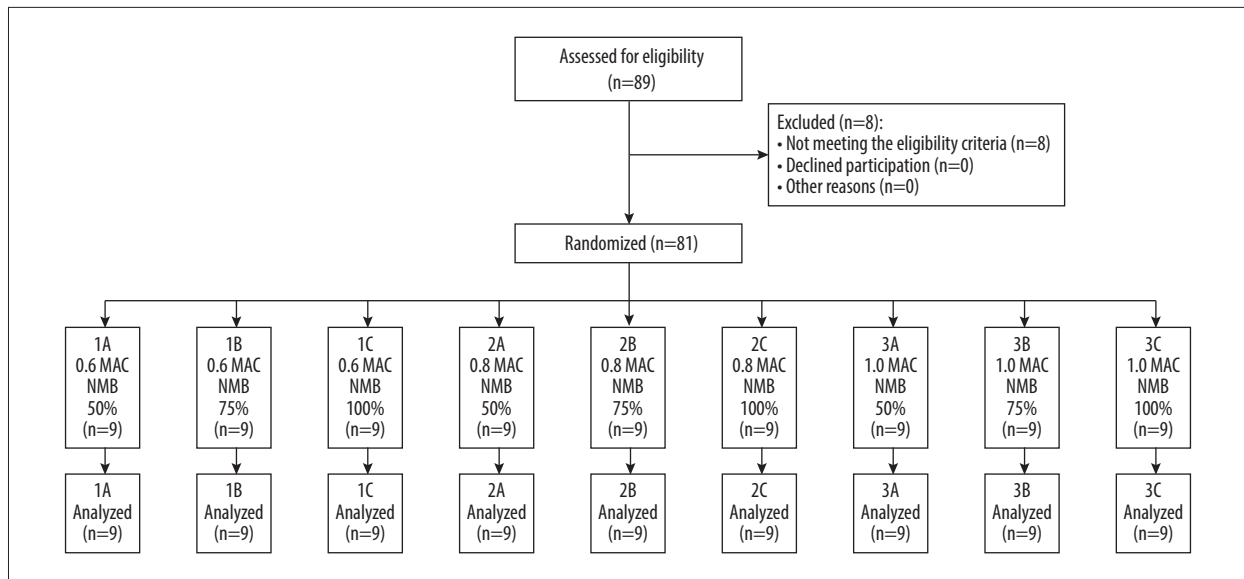 Assessed for eligibility
(n=89)
Excluded (n=8):
• Not meeting the eligibility criteria (n=8)
• Declined participation (n=0)
• Other reasons (n=0)
Randomized (n=81)
1A
0.6 MAC
NMB
50%
(n=9)
1B
0.6 MAC
NMB
75%
(n=9)
1C
0.6 MAC
NMB
100%
(n=9)
2A
0.8 MAC
NMB
50%
(n=9)
2B
0.8 MAC
NMB
75%
(n=9)
2C
0.8 MAC
NMB
100%
(n=9)
3A
1.0 MAC
NMB
50%
(n=9)
3B
1.0 MAC
NMB
75%
(n=9)
3C
1.0 MAC
NMB
100%
(n=9)
1A
Analyzed
(n=9)
1B
Analyzed
(n=9)
1C
Analyzed
(n=9)
2A
Analyzed
(n=9)
2B
Analyzed
(n=9)
2C
Analyzed
(n=9)
3A
Analyzed
(n=9)
3B
Analyzed
(n=9)
3C
Analyzed
(n=9)